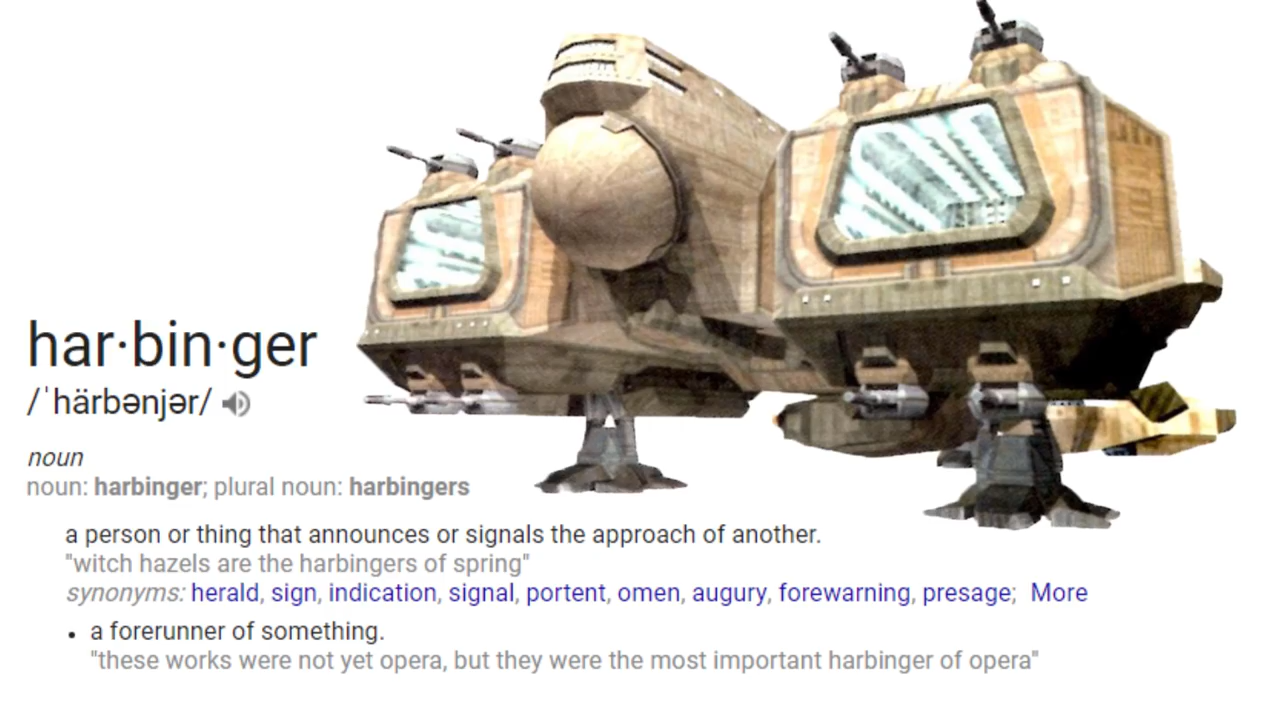 har·bin·ger
/ˈhärbənjər/
noun
noun: harbinger; plural noun: harbingers
a person or thing that announces or signals the approach of another.
"witch hazels are the harbingers of spring"
synonyms: herald, sign, indication, signal, portent, omen, augury, forewarning, presage; More
• a forerunner of something.
"these works were not yet opera, but they were the most important harbinger of opera"